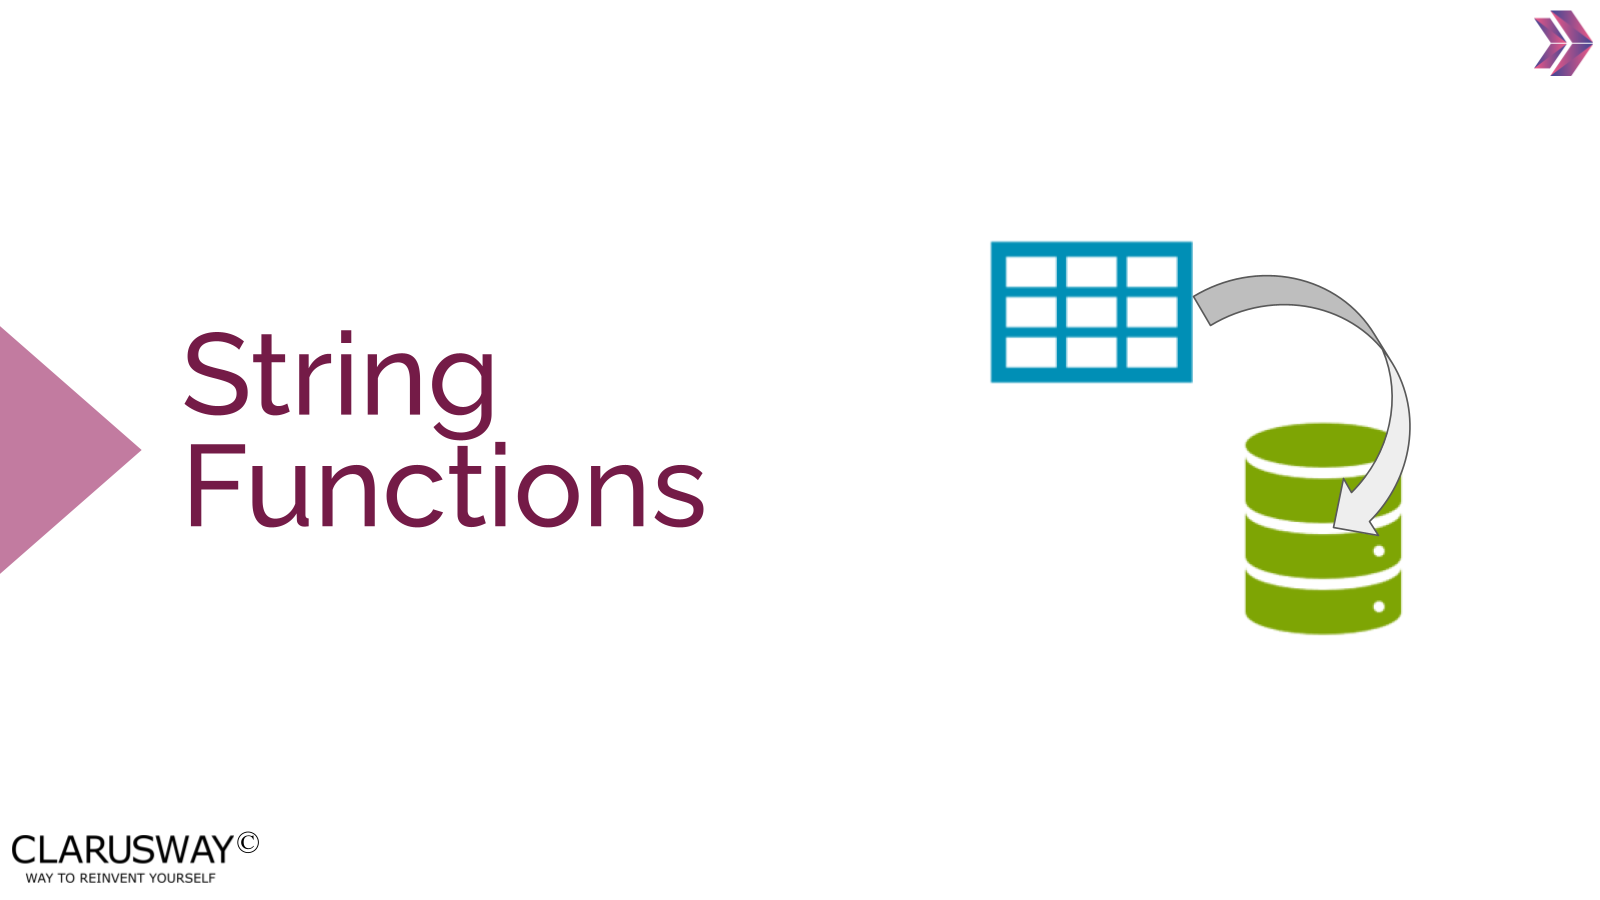 String
Functions
CLARUSWAY©
WAY TO REINVENT YOURSELF